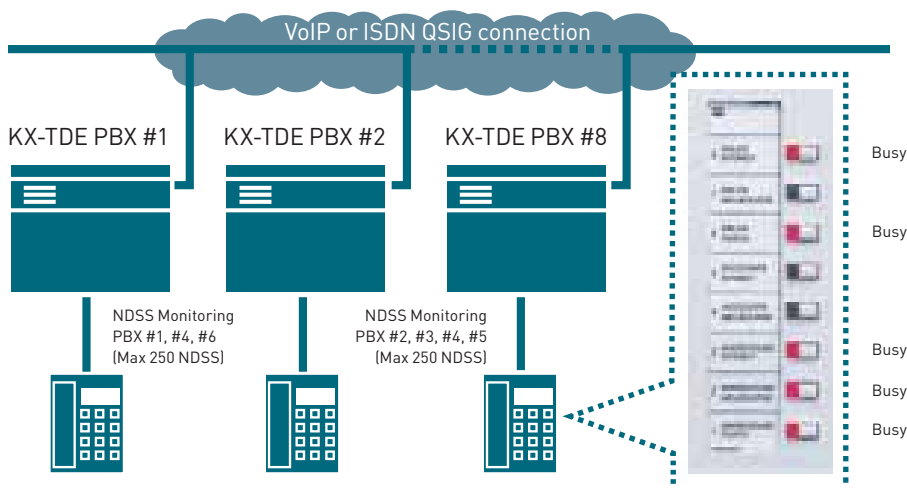 VoIP or ISDN QSIG connection
KX-TDE PBX #1
KX-TDE PBX #2
KX-TDE PBX #8
NDSS Monitoring
PBX #1, #4, #6
(Max 250 NDSS)
NDSS Monitoring
PBX #2, #3, #4, #5
(Max 250 NDSS)
Busy
Busy
Busy
Busy
Busy